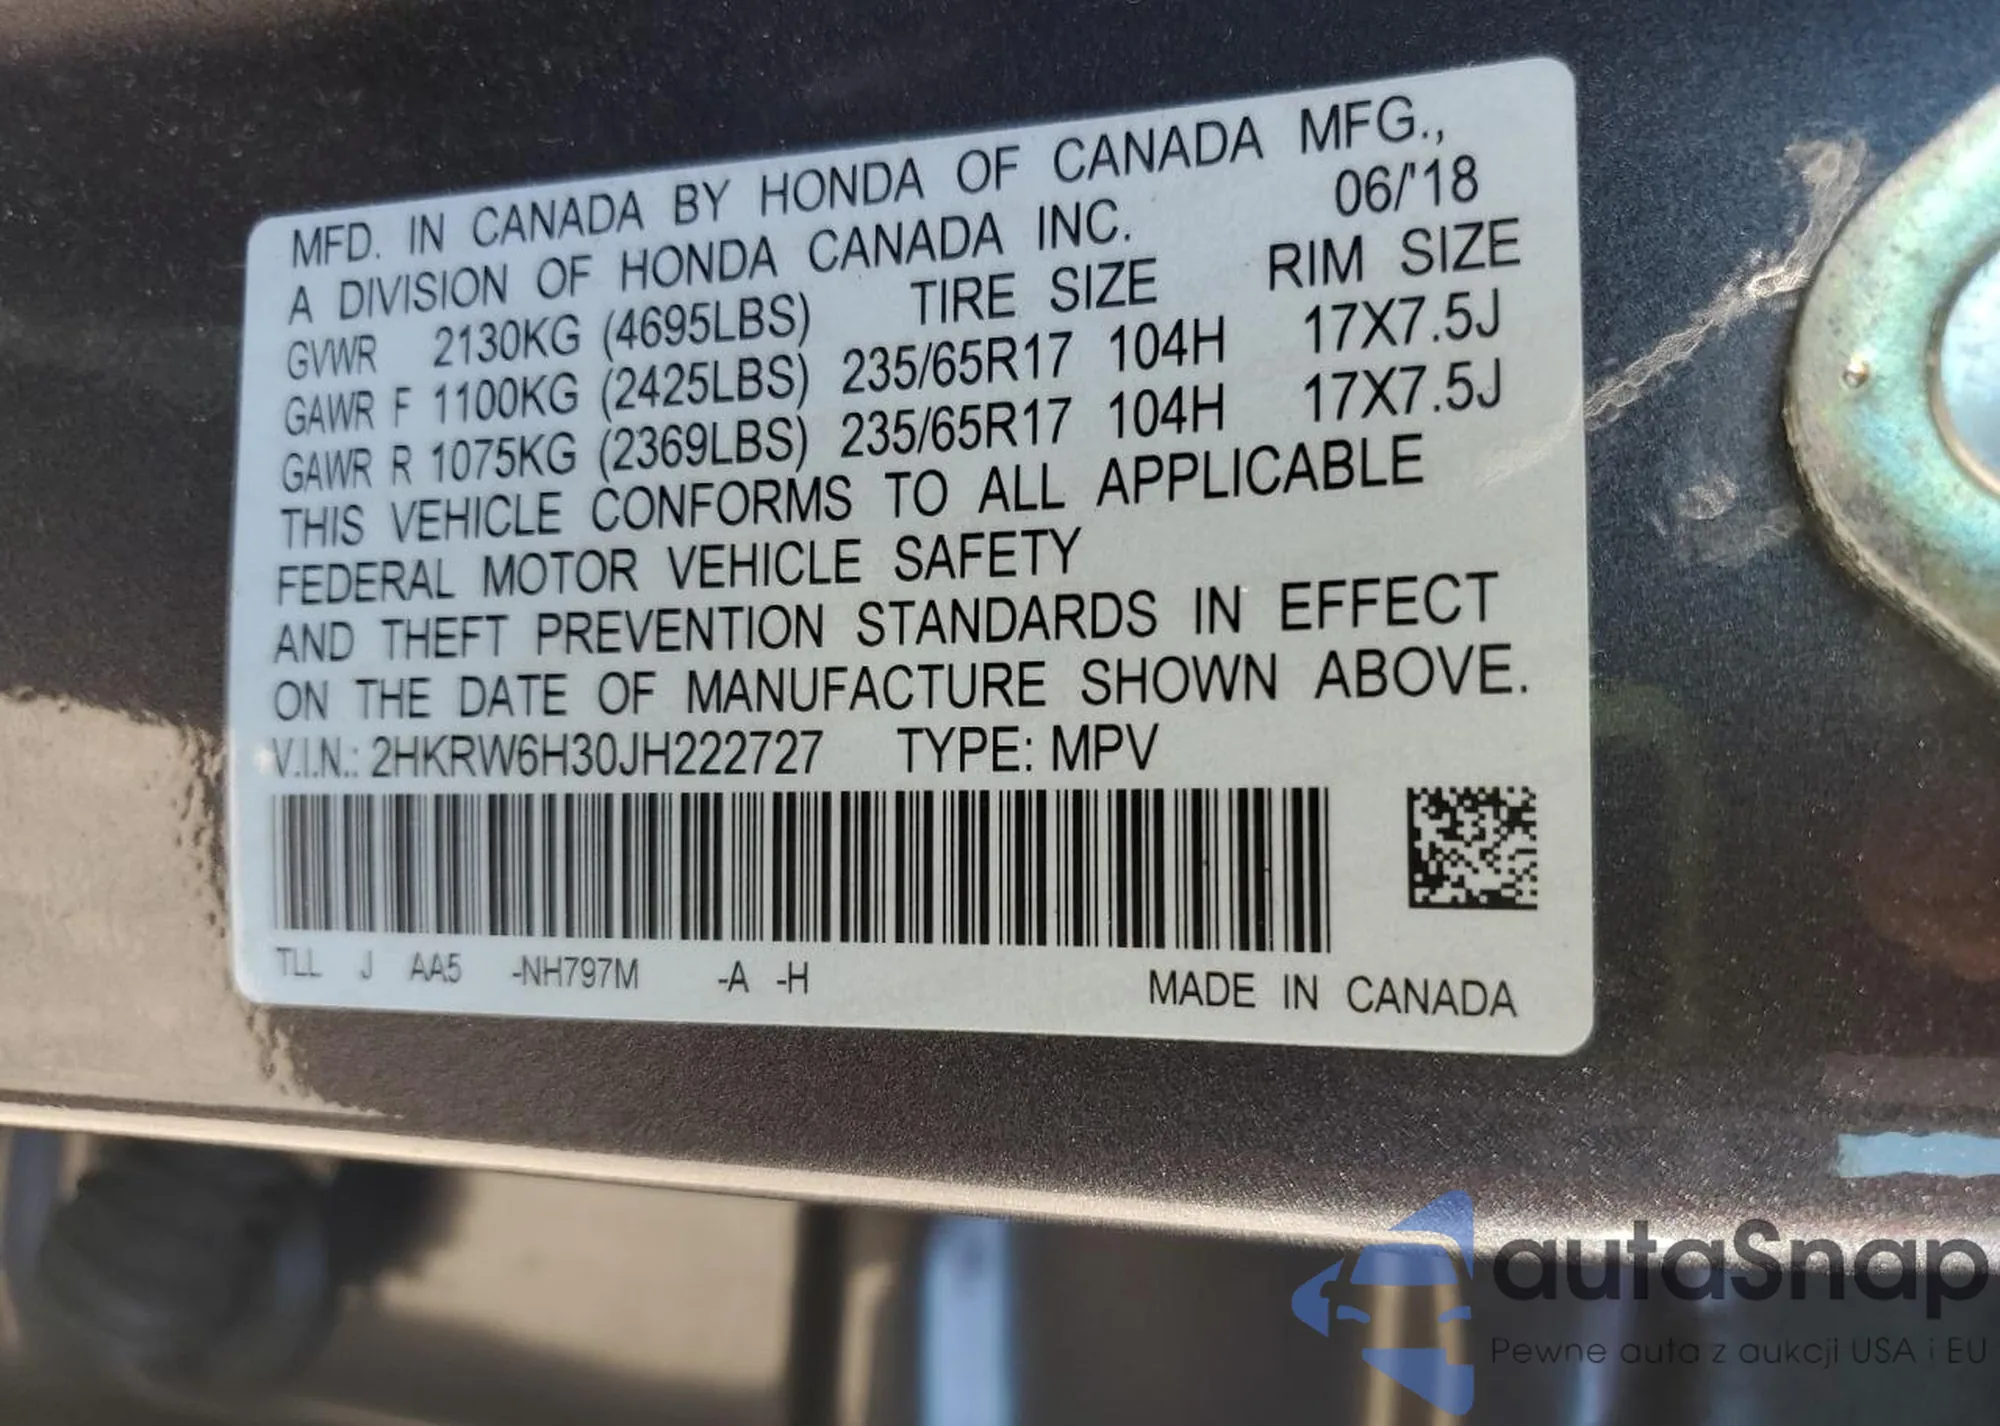 MFD. IN CANADA BY HONDA OF CANADA MFG.,
A DIVISION OF HONDA CANADA INC. 06/'18
GVWR 2130KG (4695LBS) TIRE SIZE RIM SIZE
GAWR F 1100KG (2425LBS) 235/65R17 104H 17X7.5J
GAWR R 1075KG (2369LBS) 235/65R17 104H 17X7.5J
THIS VEHICLE CONFORMS TO ALL APPLICABLE
FEDERAL MOTOR VEHICLE SAFETY
AND THEFT PREVENTION STANDARDS IN EFFECT
ON THE DATE OF MANUFACTURE SHOWN ABOVE.
V.I.N.: 2HKRW6H30JH222727 TYPE: MPV
TLL J AA5 -NH797M -A -H MADE IN CANADA
autaSnap
Pewne auta z aukcji USA i EU